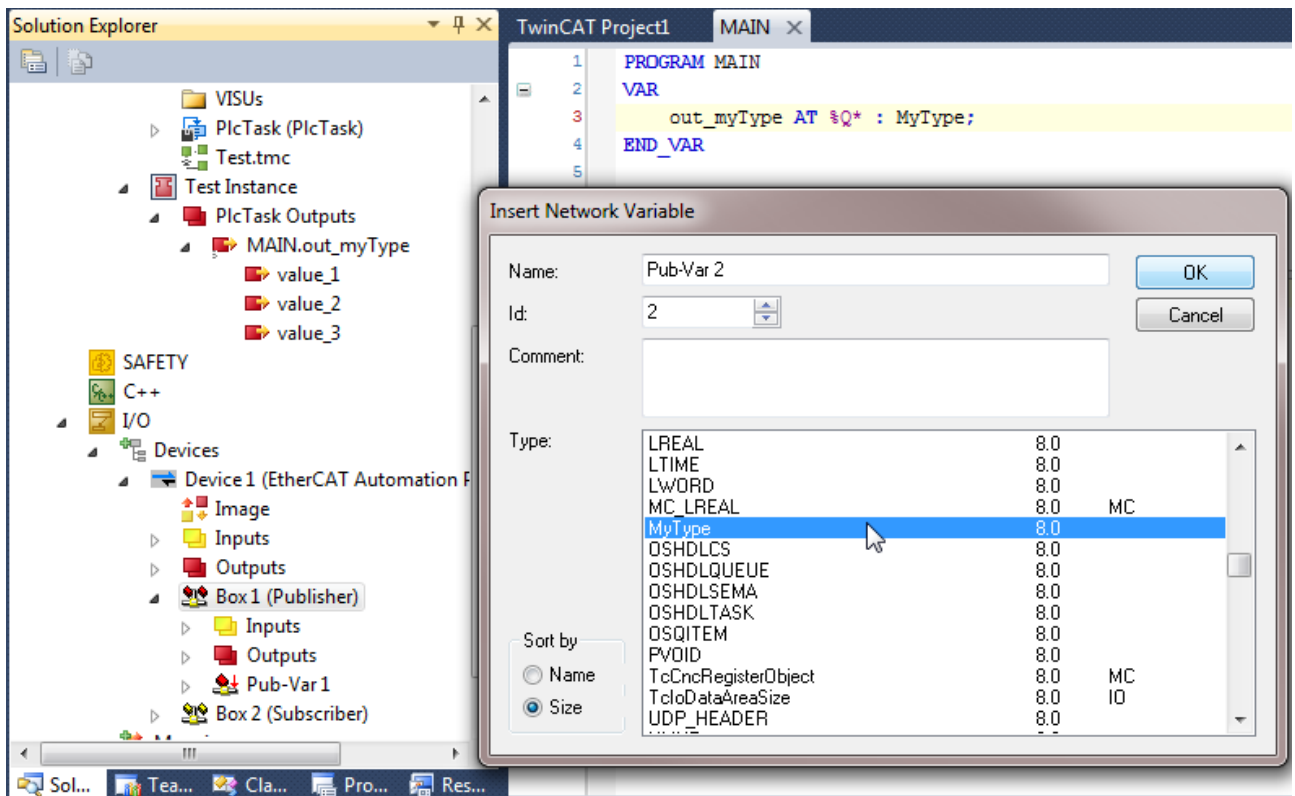 Solution Explorer
VISUs
PlcTask (PlcTask)
Test.tmc
Test Instance
PlcTask Outputs
MAIN.out_myType
value_1
value_2
value_3
SAFETY
C++
I/O
Devices
Device 1 (EtherCAT Automation
Image
Inputs
Outputs
Box 1 (Publisher)
Inputs
Outputs
Pub-Var 1
Box 2 (Subscriber)
Sol... Tea... Cla... Pro... Res...
TwinCAT Project1 MAIN
1 PROGRAM MAIN
2 VAR
3 out_myType AT %Q* : MyType;
4 END_VAR
5
Insert Network Variable
Name: Pub-Var 2 OK
Id: 2 Cancel
Comment:
Type:
LREAL 8.0
LTIME 8.0
LWORD 8.0
MC_LREAL 8.0 MC
MyType 8.0
OSHDLCS 8.0
OSHDLQUEUE 8.0
OSHDLSEMA 8.0
OSHDLTASK 8.0
OSQITEM 8.0
PVOID 8.0
TcCncRegisterObject 8.0 MC
TcIoDataAreaSize 8.0 IO
UDP_HEADER 8.0
Sort by
Name
Size